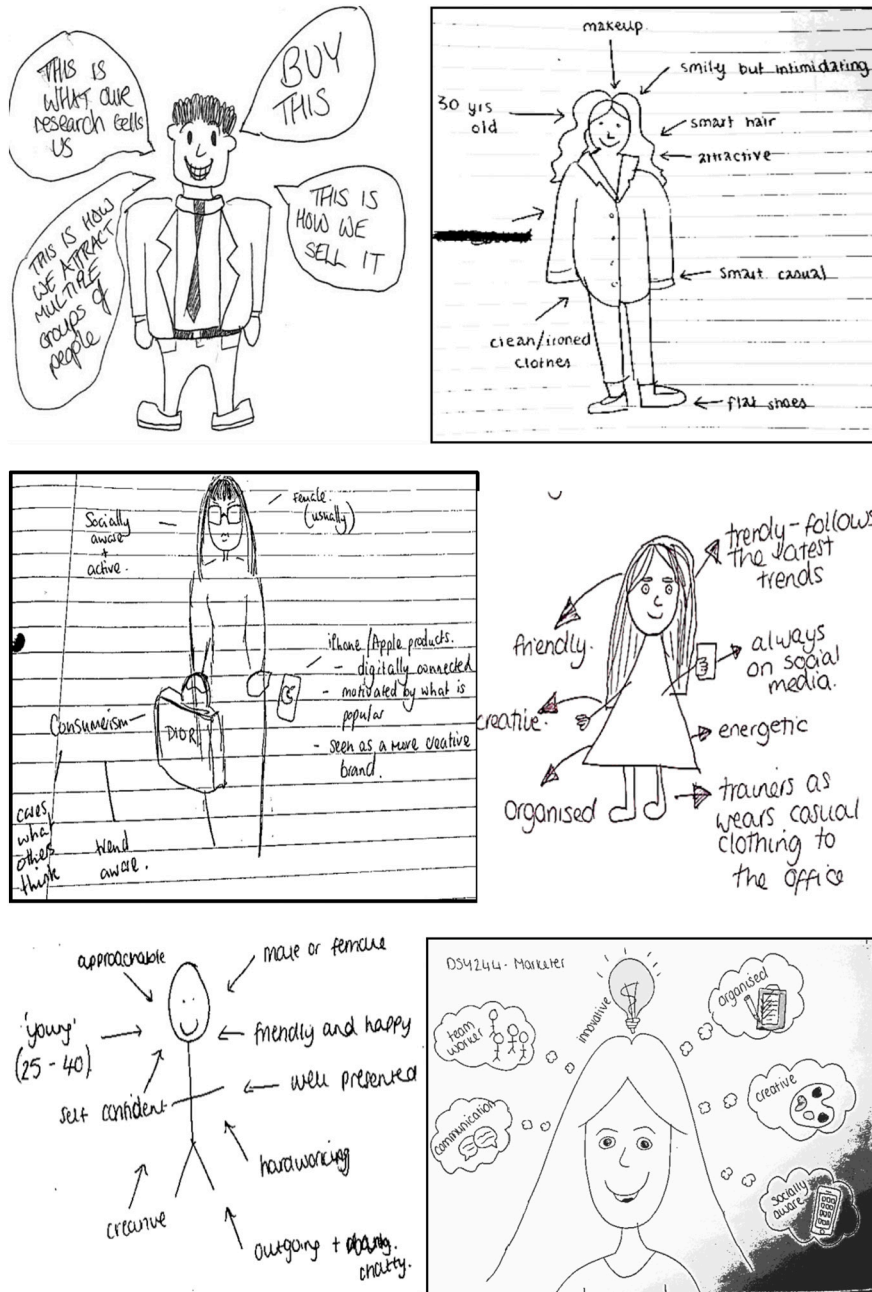 THIS IS
WHAT OUR
research tells
US
BUY
THIS
THIS IS HOW
WE ATTRACT
MULTIPLE
GROUPS of
people
THIS IS
HOW WE
SELL IT
makeup
smiley but intimidating
30 yrs
old
smart hair
attractive
smart casual
clean/ironed
clothes
flat shoes
Socially
aware
+
active.
Female.
(usually)
iPhone/Apple products.
- digitally connected
- motivated by what is
popular
- seen as a more creative
brand.
Consumerism
DIOR
cares
what
others
think
trend
aware.
trendy-follows
the latest
trends
friendly.
always
on social
media.
creative.
energetic
organised
trainers as
wears casual
clothing to
the office
approachable
male or female
'young'
(25-40)
friendly and happy
self confident
well presented
hardworking
creative
outgoing +
chatty.
DSY244- Marketer
innovative
organised
team
worker
creative
communication
socially
aware